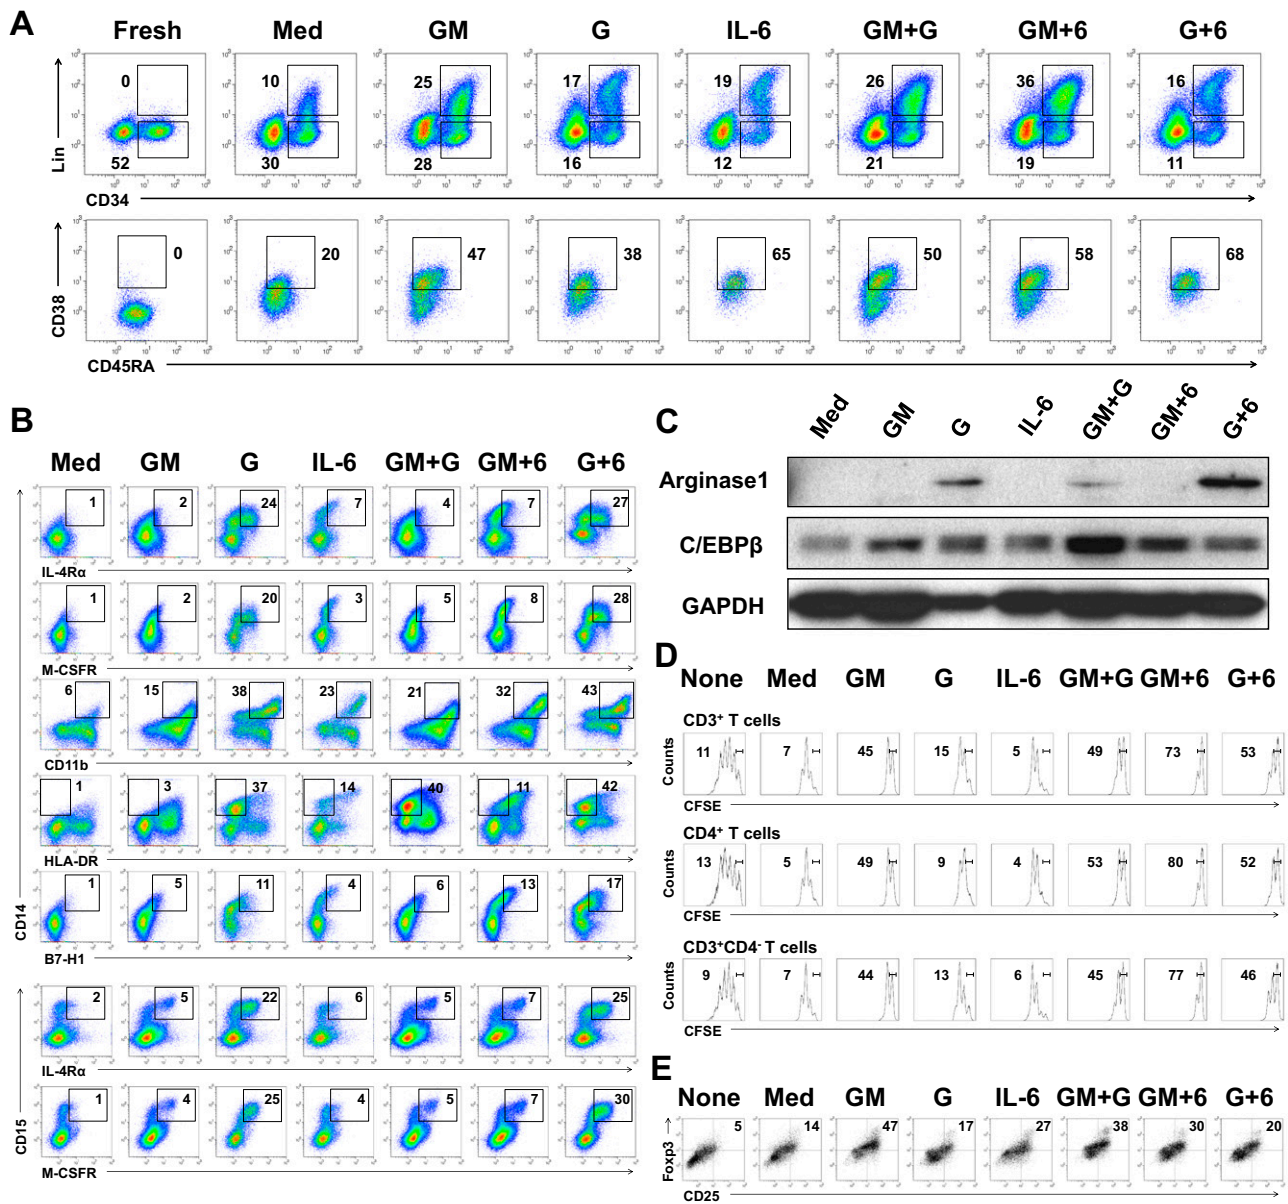 A
Fresh Med GM G IL-6 GM+G GM+6 G+6
Lin
0 10 25 17 19 26 36 16
52 30 28 16 12 21 19 11
CD34
CD38
0 20 47 38 65 50 58 68
CD45RA
B
Med GM G IL-6 GM+G GM+6 G+6
1 2 24 7 4 7 27
IL-4Rα
1 2 20 3 5 8 28
M-CSFR
6 15 38 23 21 32 43
CD11b
1 3 37 14 40 11 42
HLA-DR
CD14
1 5 11 4 6 13 17
B7-H1
2 5 22 6 5 7 25
IL-4Rα
CD15
1 4 25 4 5 7 30
M-CSFR
C
Med GM G IL-6 GM+G GM+6 G+6
Arginase1
C/EBPβ
GAPDH
D
None Med GM G IL-6 GM+G GM+6 G+6
CD3⁺ T cells
Counts
11 7 45 15 5 49 73 53
CFSE
CD4⁺ T cells
Counts
13 5 49 9 4 53 80 52
CFSE
CD3⁺CD4⁻ T cells
Counts
9 7 44 13 6 45 77 46
CFSE
E
None Med GM G IL-6 GM+G GM+6 G+6
Foxp3
5 14 47 17 27 38 30 20
CD25